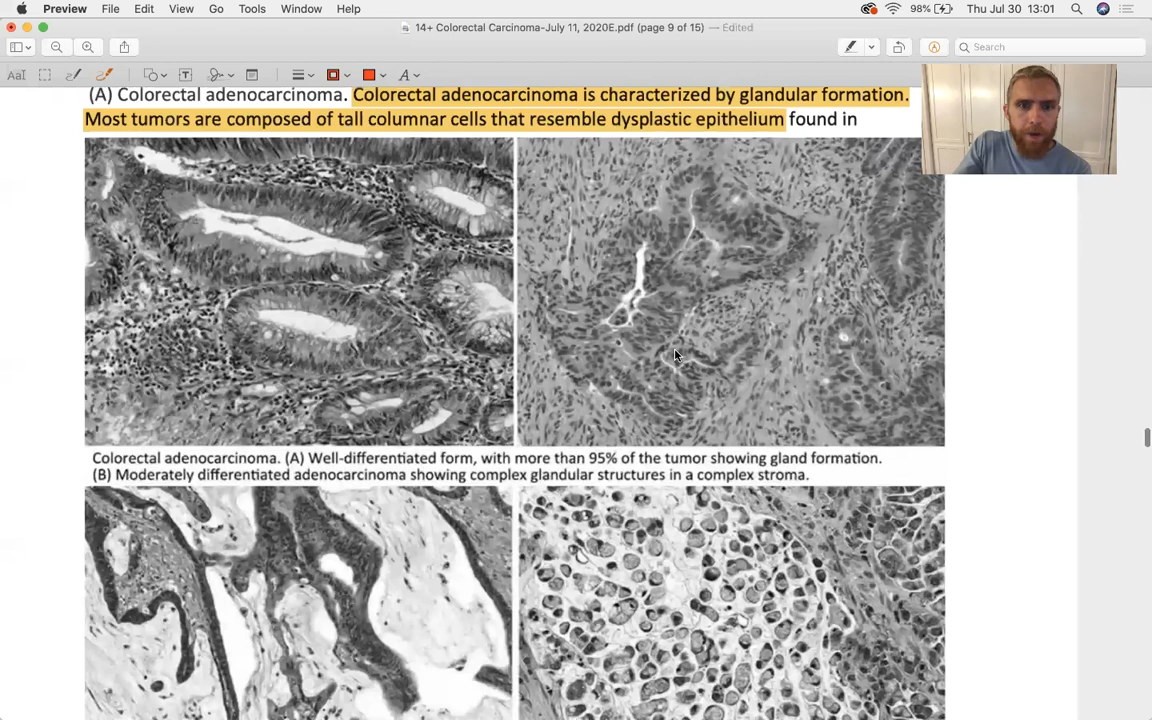 Preview File Edit View Go Tools Window Help 98% Thu Jul 30 13:01
14+ Colorectal Carcinoma-July 11, 2020E.pdf (page 9 of 15) — Edited
Search
AaI T A
(A) Colorectal adenocarcinoma. Colorectal adenocarcinoma is characterized by glandular formation.
Most tumors are composed of tall columnar cells that resemble dysplastic epithelium found in
Colorectal adenocarcinoma. (A) Well-differentiated form, with more than 95% of the tumor showing gland formation.
(B) Moderately differentiated adenocarcinoma showing complex glandular structures in a complex stroma.